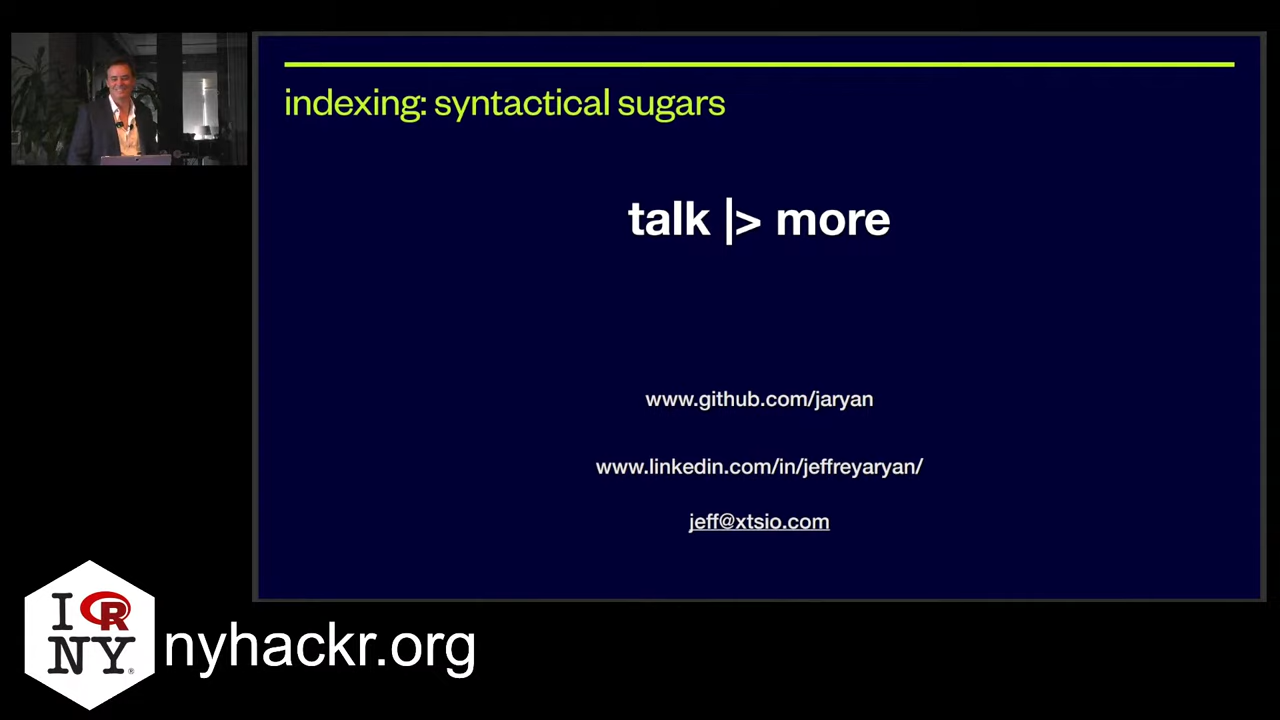 indexing: syntactical sugars
talk |> more
www.github.com/jaryan
www.linkedin.com/in/jeffreyaryan/
jeff@xtsio.com
I R
NY®
nyhackr.org